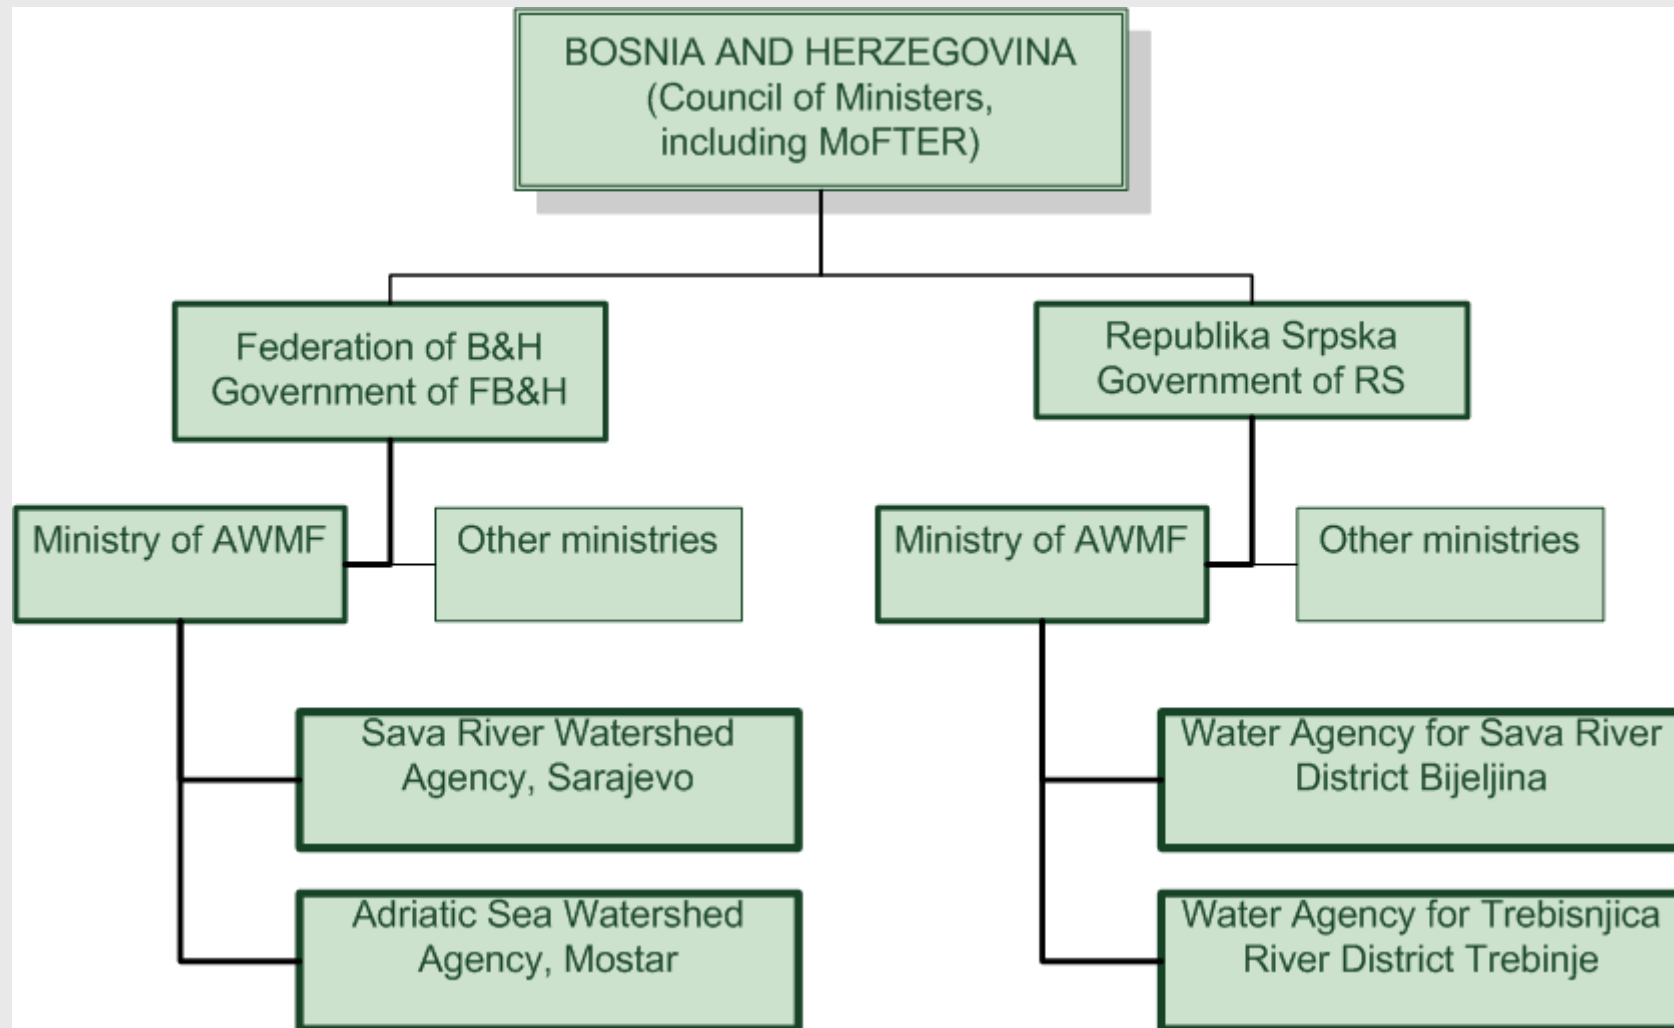 BOSNIA AND HERZEGOVINA
(Council of Ministers,
including MoFTER)
Federation of B&H
Government of FB&H
Republika Srpska
Government of RS
Ministry of AWMF
Other ministries
Ministry of AWMF
Other ministries
Sava River Watershed
Agency, Sarajevo
Water Agency for Sava River
District Bijeljina
Adriatic Sea Watershed
Agency, Mostar
Water Agency for Trebisnjica
River District Trebinje